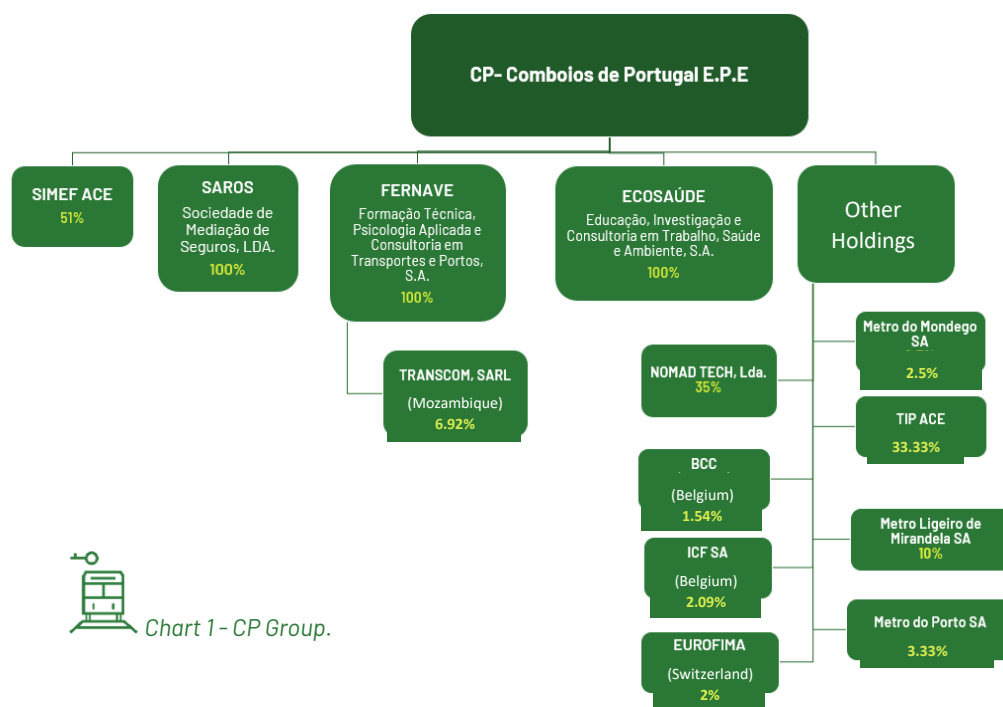 CP- Comboios de Portugal E.P.E
SIMEF ACE
51%
SAROS
Sociedade de
Mediação de
Seguros, LDA.
100%
FERNAVE
Formação Técnica,
Psicologia Aplicada e
Consultoria em
Transportes e Portos,
S.A.
100%
ECOSAÚDE
Educação, Investigação e
Consultoria em Trabalho, Saúde
e Ambiente, S.A.
100%
Other
Holdings
TRANSCOM, SARL
(Mozambique)
6.92%
NOMAD TECH, Lda.
35%
BCC
(Belgium)
1.54%
ICF SA
(Belgium)
2.09%
EUROFIMA
(Switzerland)
2%
Metro do Mondego
SA
2.5%
TIP ACE
33.33%
Metro Ligeiro de
Mirandela SA
10%
Metro do Porto SA
3.33%
Chart 1 - CP Group.